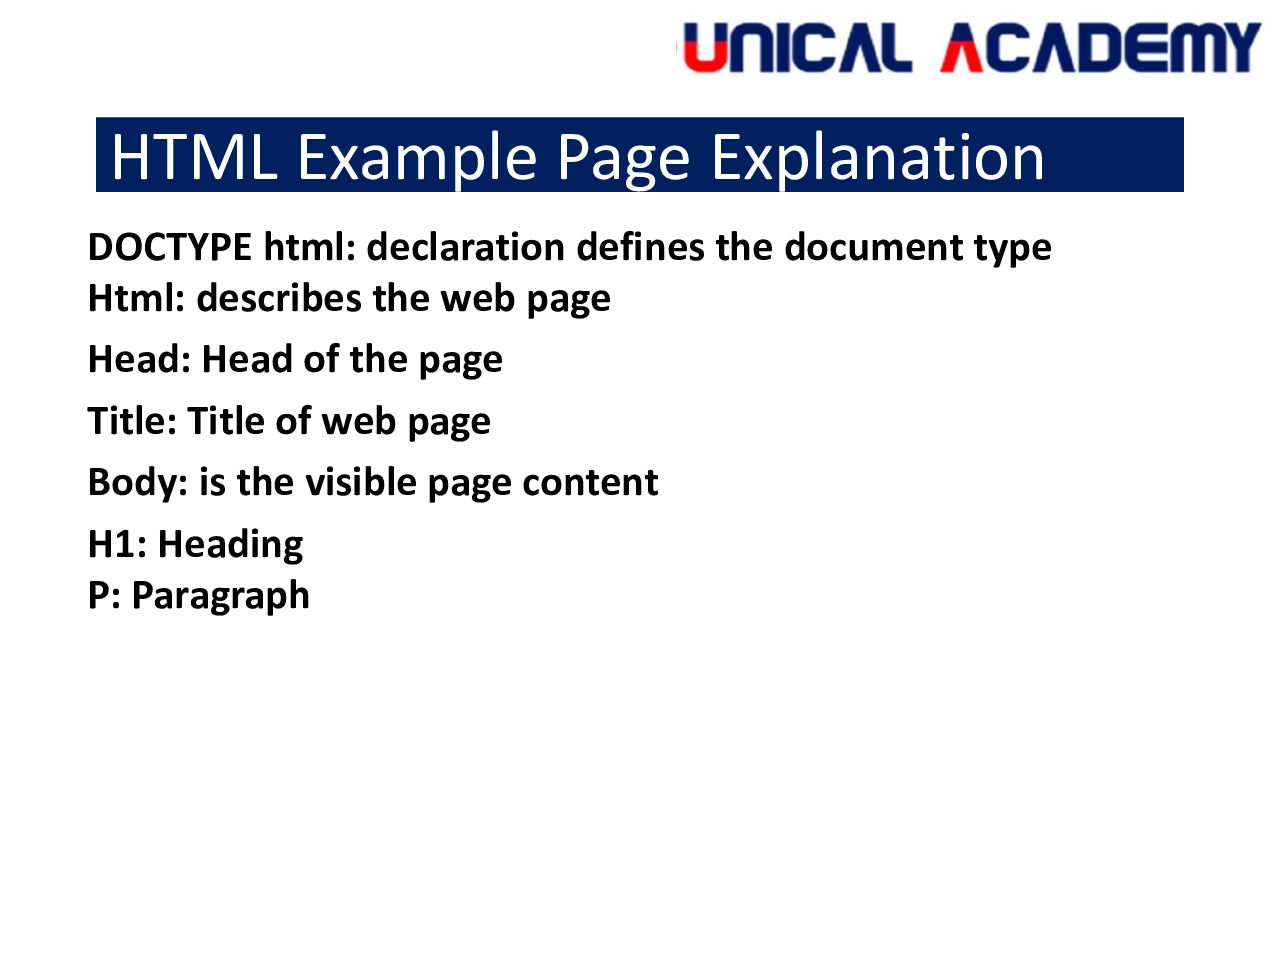 UNICAL ACADEMY
HTML Example Page Explanation
DOCTYPE html: declaration defines the document type
Html: describes the web page
Head: Head of the page
Title: Title of web page
Body: is the visible page content
H1: Heading
P: Paragraph